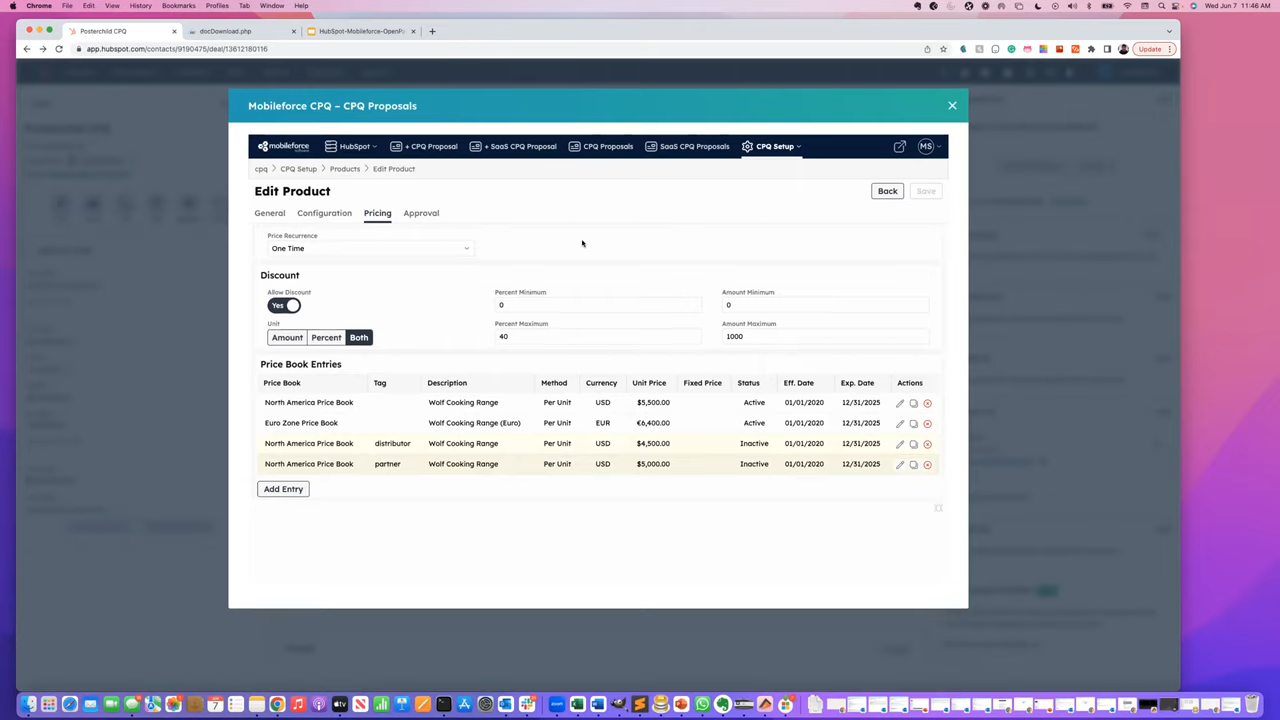 Chrome File Edit View History Bookmarks Profiles Tab Window Help Wed Jun 7 11:46 AM
Posterchild CPQ docDownload.php HubSpot-Mobileforce-OpenPo
app.hubspot.com/contacts/9190475/deal/13612180116 Update
Mobileforce CPQ – CPQ Proposals
mobileforce HubSpot + CPQ Proposal + SaaS CPQ Proposal CPQ Proposals SaaS CPQ Proposals CPQ Setup MS
cpq > CPQ Setup > Products > Edit Product
Edit Product Back Save
General Configuration Pricing Approval
Price Recurrence
One Time
Discount
Allow Discount Percent Minimum Amount Minimum
Yes 0 0
Unit Percent Maximum Amount Maximum
Amount Percent Both 40 1000
Price Book Entries
Price Book Tag Description Method Currency Unit Price Fixed Price Status Eff. Date Exp. Date Actions
North America Price Book Wolf Cooking Range Per Unit USD $5,500.00 Active 01/01/2020 12/31/2025
Euro Zone Price Book Wolf Cooking Range (Euro) Per Unit EUR €6,400.00 Active 01/01/2020 12/31/2025
North America Price Book distributor Wolf Cooking Range Per Unit USD $4,500.00 Inactive 01/01/2020 12/31/2025
North America Price Book partner Wolf Cooking Range Per Unit USD $5,000.00 Inactive 01/01/2020 12/31/2025
Add Entry